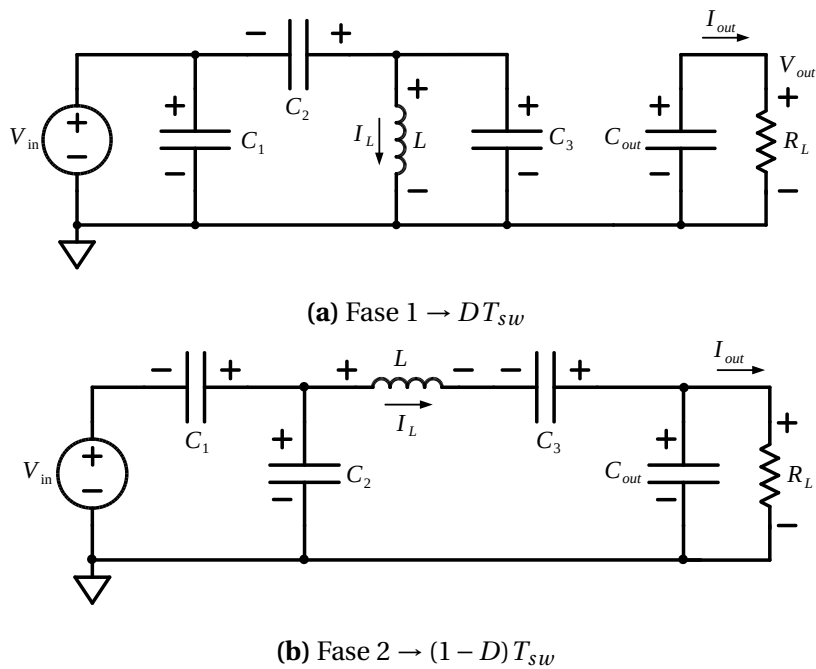 I_out
V_out
V_in
C_1
C_2
I_L
L
C_3
C_out
R_L
(a) Fase 1 → DT_sw
L
I_out
C_1
I_L
C_3
V_in
C_2
C_out
R_L
(b) Fase 2 → (1 − D)T_sw